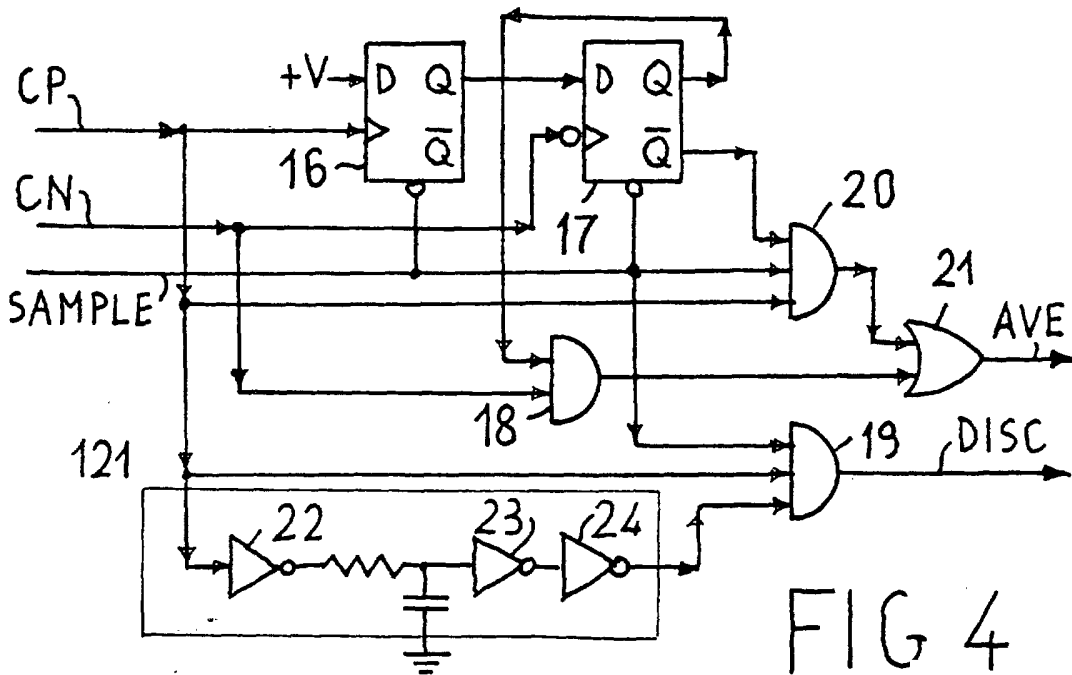 CP
+V
D Q
Q̅
16
D Q
Q̅
17
CN
20
SAMPLE
21
AVE
18
19
DISC
121
22
23
24
FIG 4